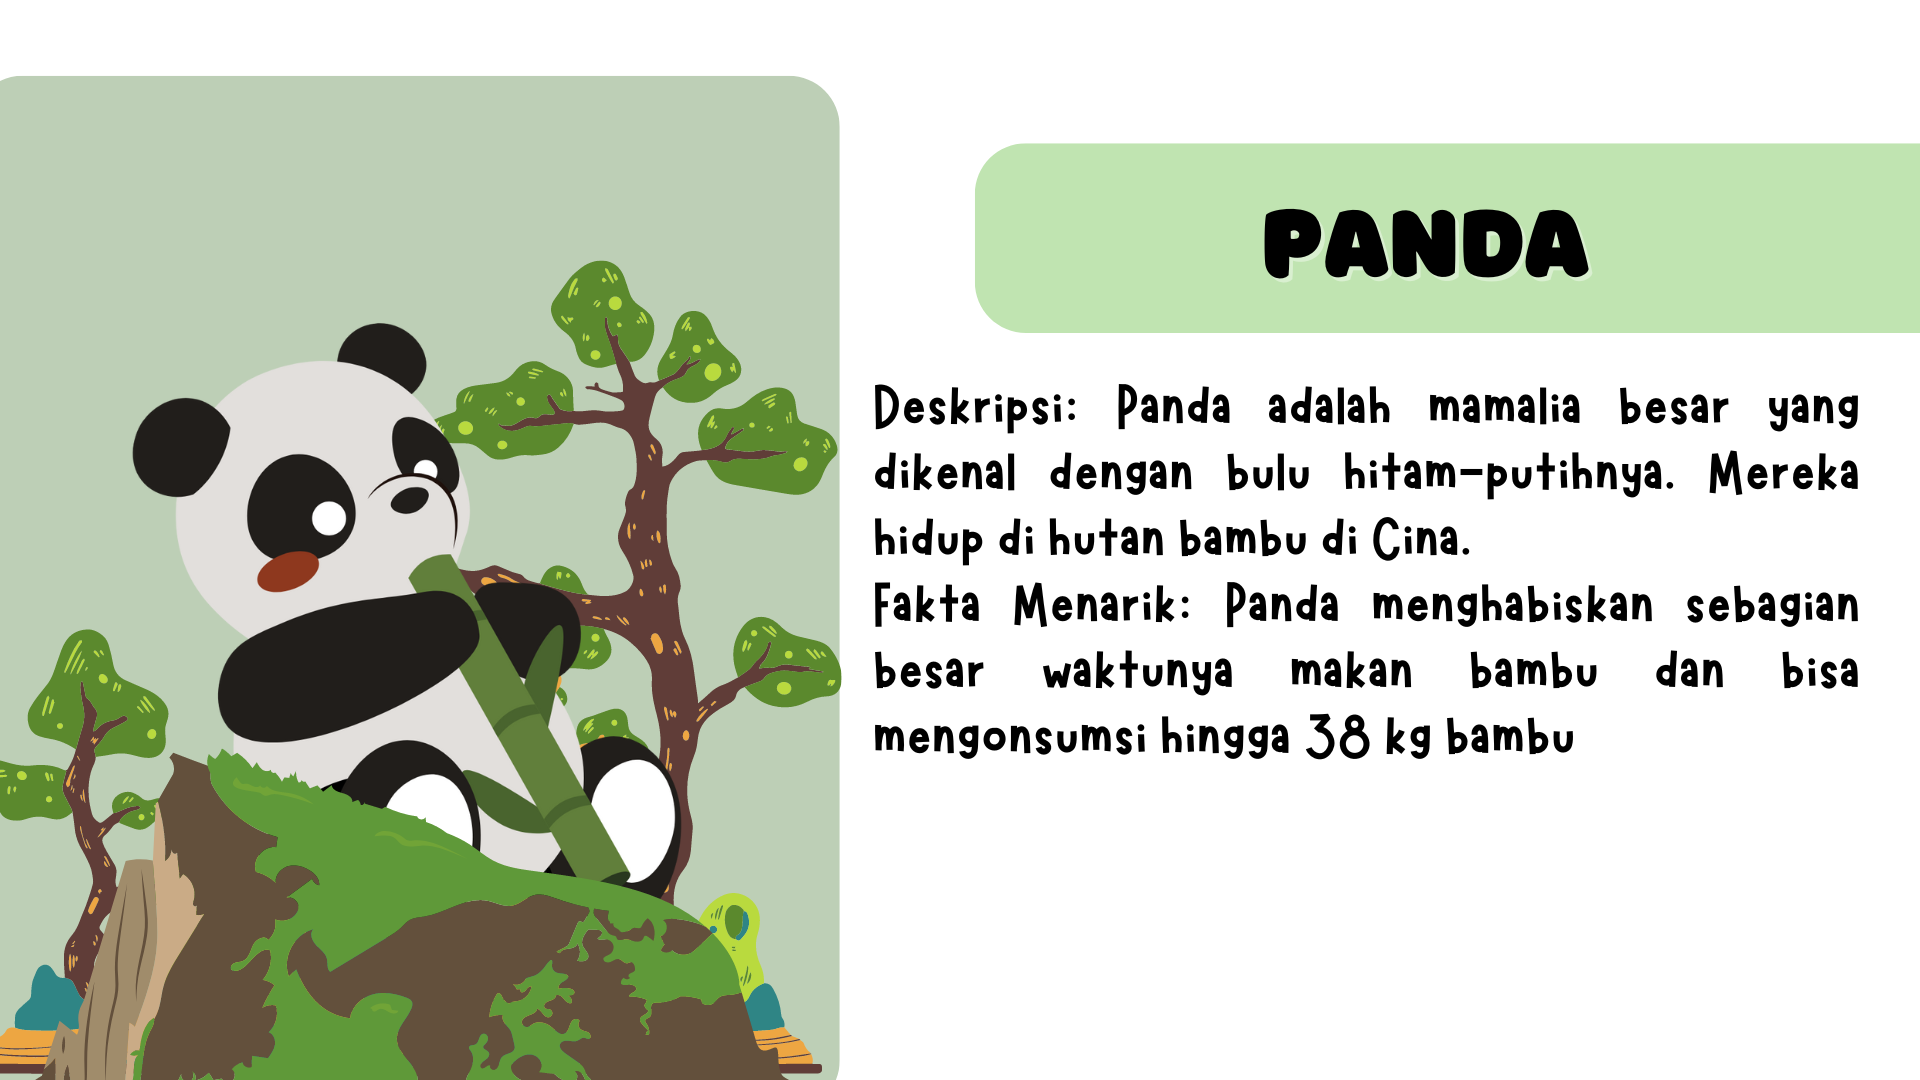 PANDA
Deskripsi: Panda adalah mamalia besar yang
dikenal dengan bulu hitam-putihnya. Mereka
hidup di hutan bambu di Cina.
Fakta Menarik: Panda menghabiskan sebagian
besar waktunya makan bambu dan bisa
mengonsumsi hingga 38 kg bambu